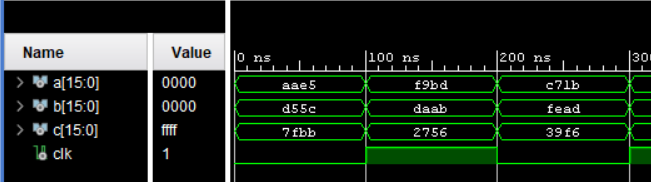 Name Value 0 ns 100 ns 200 ns 300
a[15:0] 0000 aae5 f9bd c71b
b[15:0] 0000 d55c daab fead
c[15:0] ffff 7fbb 2756 39f6
clk 1